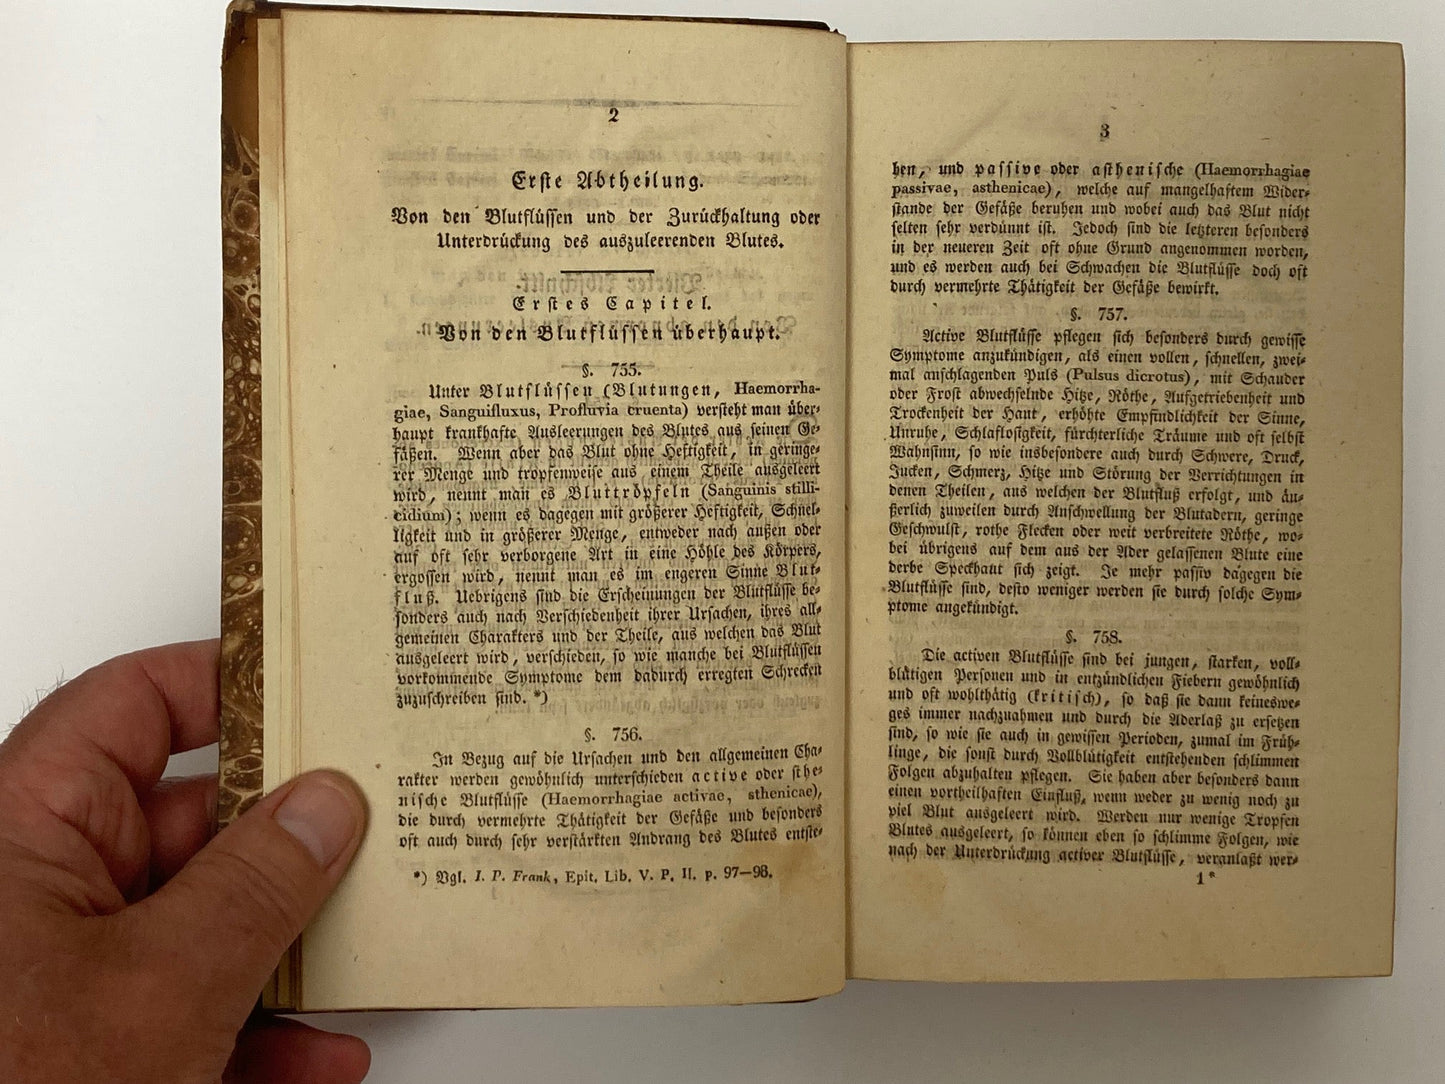 2
Erste Abtheilung.
Von den Blutflüssen und der Zurückhaltung oder
Unterdrückung des auszuleerenden Blutes.
Erstes Capitel.
Von den Blutflüssen überhaupt.
§. 755.
Unter Blutflüssen (Blutungen, Haemorrha-
giae, Sanguifluxus, Profluvia cruenta) versteht man über-
haupt krankhafte Ausleerungen des Blutes aus seinen Ge-
fäßen. Wenn aber das Blut ohne Heftigkeit, in geringe-
rer Menge und tropfenweise aus einem Theile ausgeleert
wird, nennt man es Bluttröpfeln (Sanguinis stilli-
cidium); wenn es dagegen mit größerer Heftigkeit, Schnel-
ligkeit und in größerer Menge, entweder nach außen oder
auf oft sehr verborgene Art in eine Höhle des Körpers,
ergossen wird, nennt man es im engeren Sinne Blut-
fluß. Uebrigens sind die Erscheinungen der Blutflüsse be-
sonders auch nach Verschiedenheit ihrer Ursachen, ihres all-
gemeinen Charakters und der Theile, aus welchen das Blut
ausgeleert wird, verschieden, so wie manche bei Blutflüssen
vorkommende Symptome dem dadurch erregten Schrecken
zuzuschreiben sind. *)
§. 756.
In Bezug auf die Ursachen und den allgemeinen Cha-
rakter werden gewöhnlich unterschieden active oder sthe-
nische Blutflüsse (Haemorrhagiae activae, sthenicae),
die durch vermehrte Thätigkeit der Gefäße und besonders
oft auch durch sehr verstärkten Andrang des Blutes entste-
*) Vgl. I. P. Frank, Epit. Lib. V. P. II. p. 97—98.
3
hen, und passive oder asthenische (Haemorrhagiae
passivae, asthenicae), welche auf mangelhaftem Wider-
stande der Gefäße beruhen und wobei auch das Blut nicht
selten sehr verdünnt ist. Jedoch sind die letzteren besonders
in der neueren Zeit oft ohne Grund angenommen worden,
und es werden auch bei Schwachen die Blutflüsse doch oft
durch vermehrte Thätigkeit der Gefäße bewirkt.
§. 757.
Active Blutflüsse pflegen sich besonders durch gewisse
Symptome anzukündigen, als einen vollen, schnellen, zwei-
mal anschlagenden Puls (Pulsus dicrotus), mit Schauder
oder Frost abwechselnde Hitze, Röthe, Aufgetriebenheit und
Trockenheit der Haut, erhöhte Empfindlichkeit der Sinne,
Unruhe, Schlaflosigkeit, fürchterliche Träume und oft selbst
Wahnsinn, so wie insbesondere auch durch Schwere, Druck,
Jucken, Schmerz, Hitze und Störung der Verrichtungen in
denen Theilen, aus welchen der Blutfluß erfolgt, und äu-
ßerlich zuweilen durch Anschwellung der Blutadern, geringe
Geschwulst, rothe Flecken oder weit verbreitete Röthe, wo-
bei übrigens auf dem aus der Ader gelassenen Blute eine
derbe Speckhaut sich zeigt. Je mehr passiv dagegen die
Blutflüsse sind, desto weniger werden sie durch solche Sym-
ptome angekündigt.
§. 758.
Die activen Blutflüsse sind bei jungen, starken, voll-
blütigen Personen und in entzündlichen Fiebern gewöhnlich
und oft wohlthätig (kritisch), so daß sie dann keineswe-
ges immer nachzuahmen und durch die Aderlaß zu ersetzen
sind, so wie sie auch in gewissen Perioden, zumal im Früh-
linge, die sonst durch Vollblütigkeit entstehenden schlimmen
Folgen abzuhalten pflegen. Sie haben aber besonders dann
einen vortheilhaften Einfluß, wenn weder zu wenig noch zu
viel Blut ausgeleert wird. Werden nur wenige Tropfen
Blutes ausgeleert, so können eben so schlimme Folgen, wie
nach der Unterdrückung activer Blutflüsse, veranlaßt wer-
1*